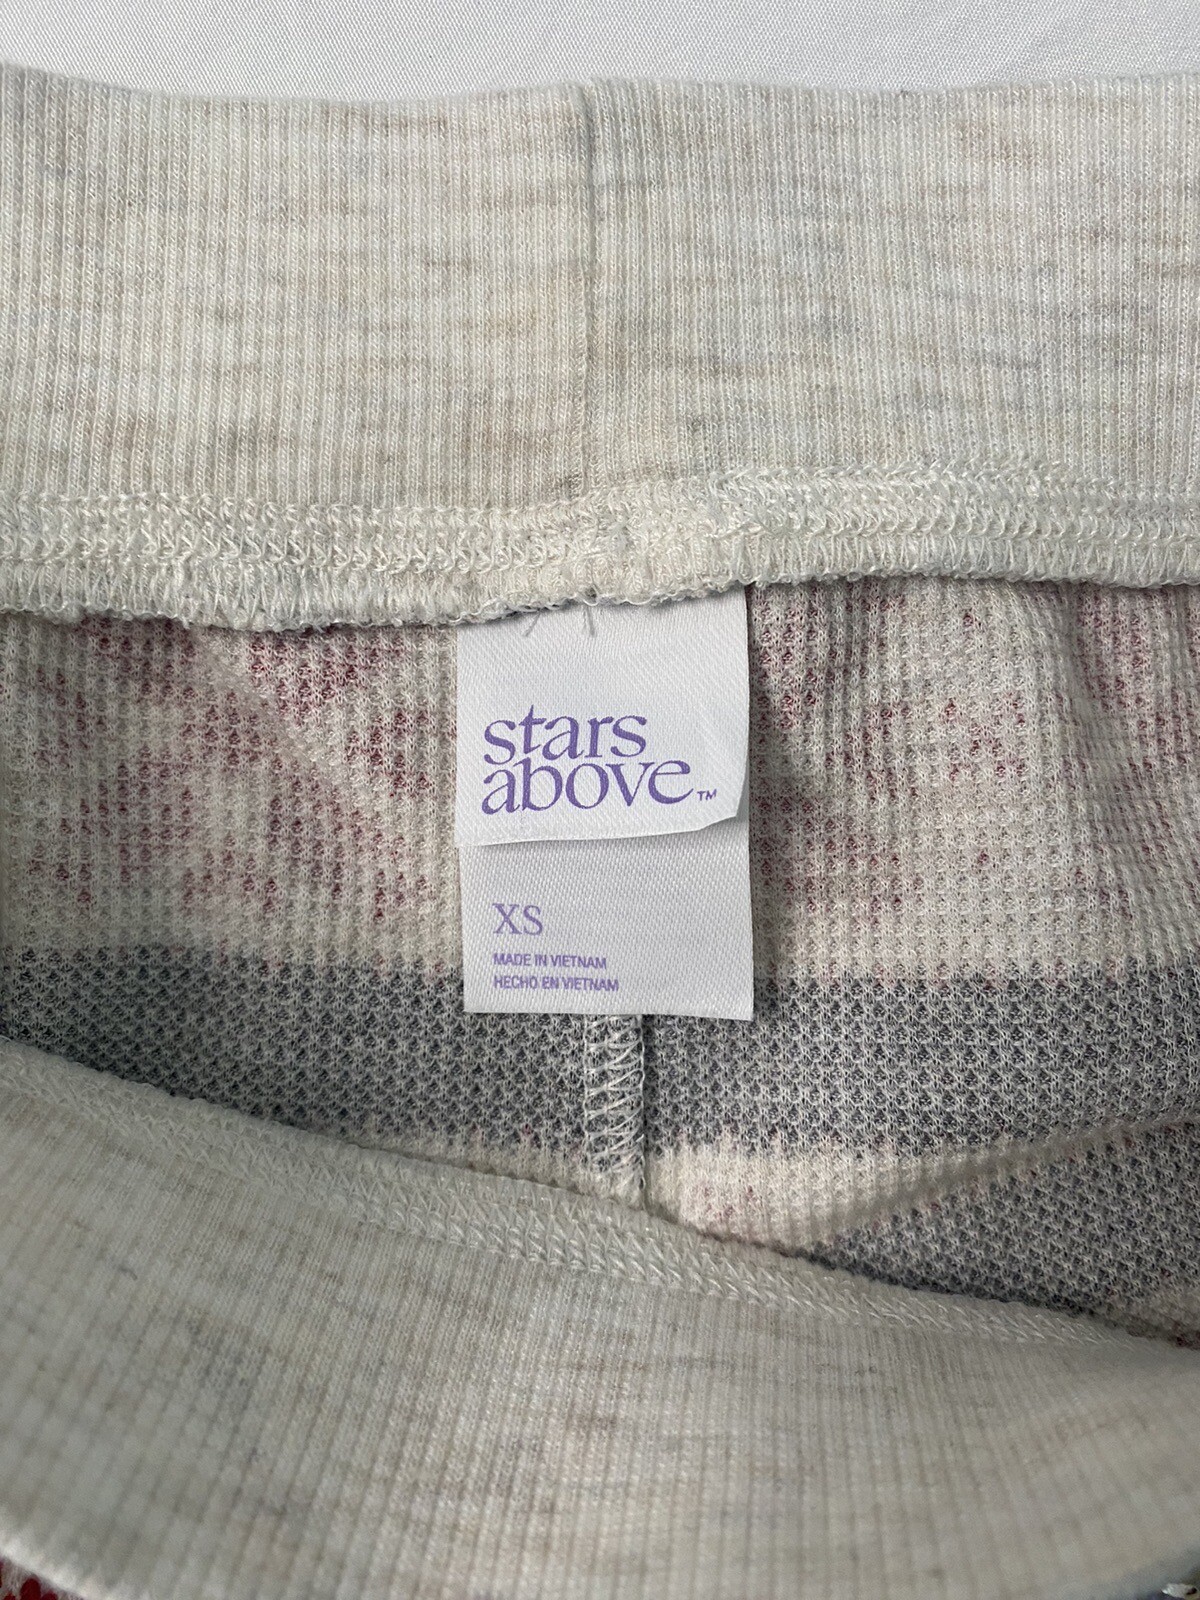 stars
above™
XS
MADE IN VIETNAM
HECHO EN VIETNAM